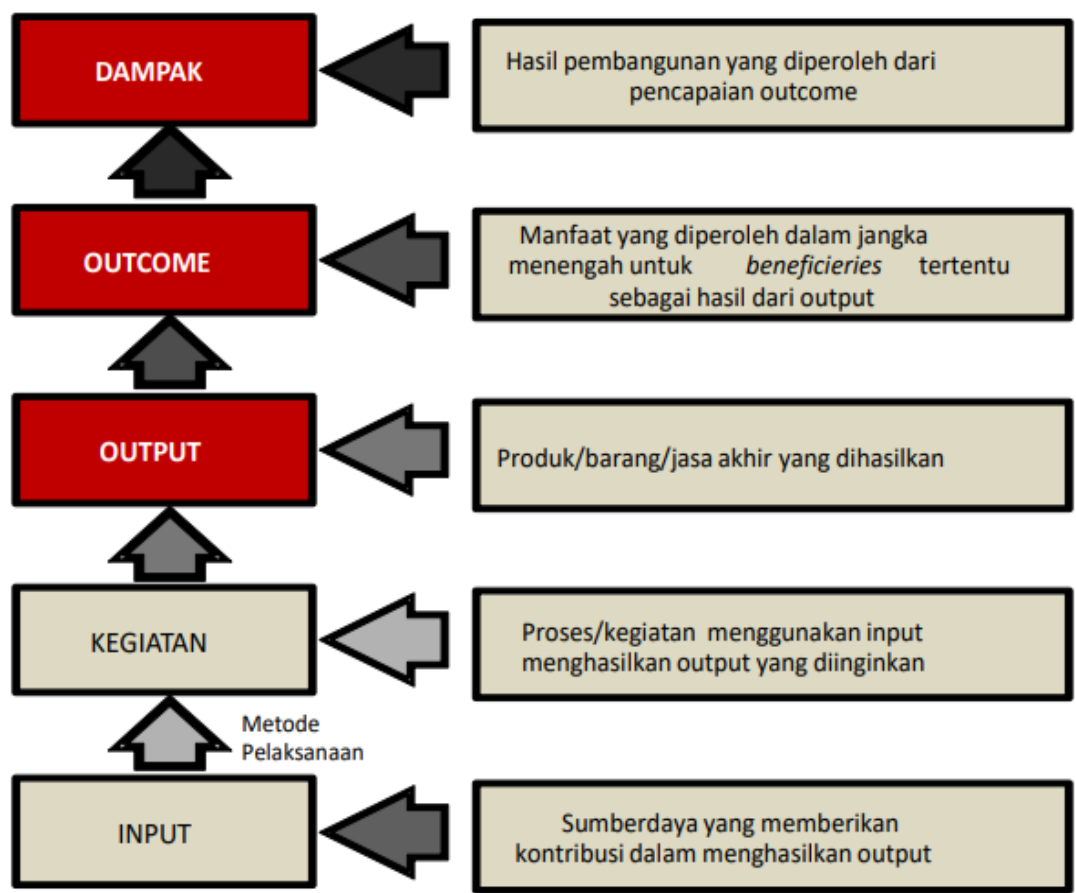 DAMPAK
Hasil pembangunan yang diperoleh dari
pencapaian outcome
OUTCOME
Manfaat yang diperoleh dalam jangka
menengah untuk beneficieries tertentu
sebagai hasil dari output
OUTPUT
Produk/barang/jasa akhir yang dihasilkan
KEGIATAN
Proses/kegiatan menggunakan input
menghasilkan output yang diinginkan
Metode
Pelaksanaan
INPUT
Sumberdaya yang memberikan
kontribusi dalam menghasilkan output